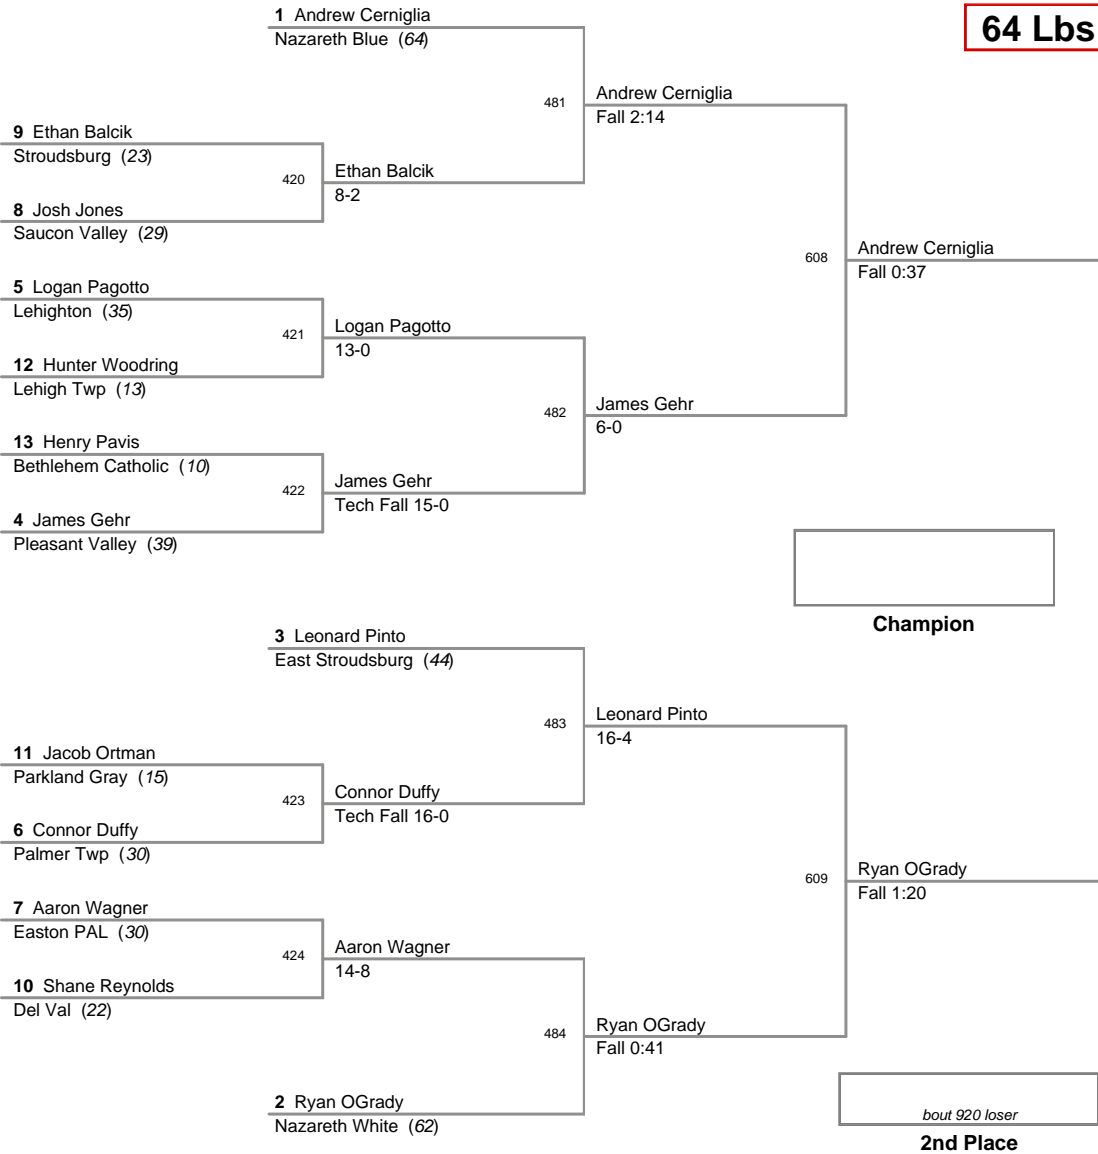 1 Andrew Cerniglia
Nazareth Blue (64)
64 Lbs
481
Andrew Cerniglia
Fall 2:14
9 Ethan Balcik
Stroudsburg (23)
420
Ethan Balcik
8-2
8 Josh Jones
Saucon Valley (29)
608
Andrew Cerniglia
Fall 0:37
5 Logan Pagotto
Lehighton (35)
421
Logan Pagotto
13-0
12 Hunter Woodring
Lehigh Twp (13)
482
James Gehr
6-0
13 Henry Pavis
Bethlehem Catholic (10)
422
James Gehr
Tech Fall 15-0
4 James Gehr
Pleasant Valley (39)
Champion
3 Leonard Pinto
East Stroudsburg (44)
483
Leonard Pinto
16-4
11 Jacob Ortman
Parkland Gray (15)
423
Connor Duffy
Tech Fall 16-0
6 Connor Duffy
Palmer Twp (30)
609
Ryan OGrady
Fall 1:20
7 Aaron Wagner
Easton PAL (30)
424
Aaron Wagner
14-8
10 Shane Reynolds
Del Val (22)
484
Ryan OGrady
Fall 0:41
2 Ryan OGrady
Nazareth White (62)
bout 920 loser
2nd Place